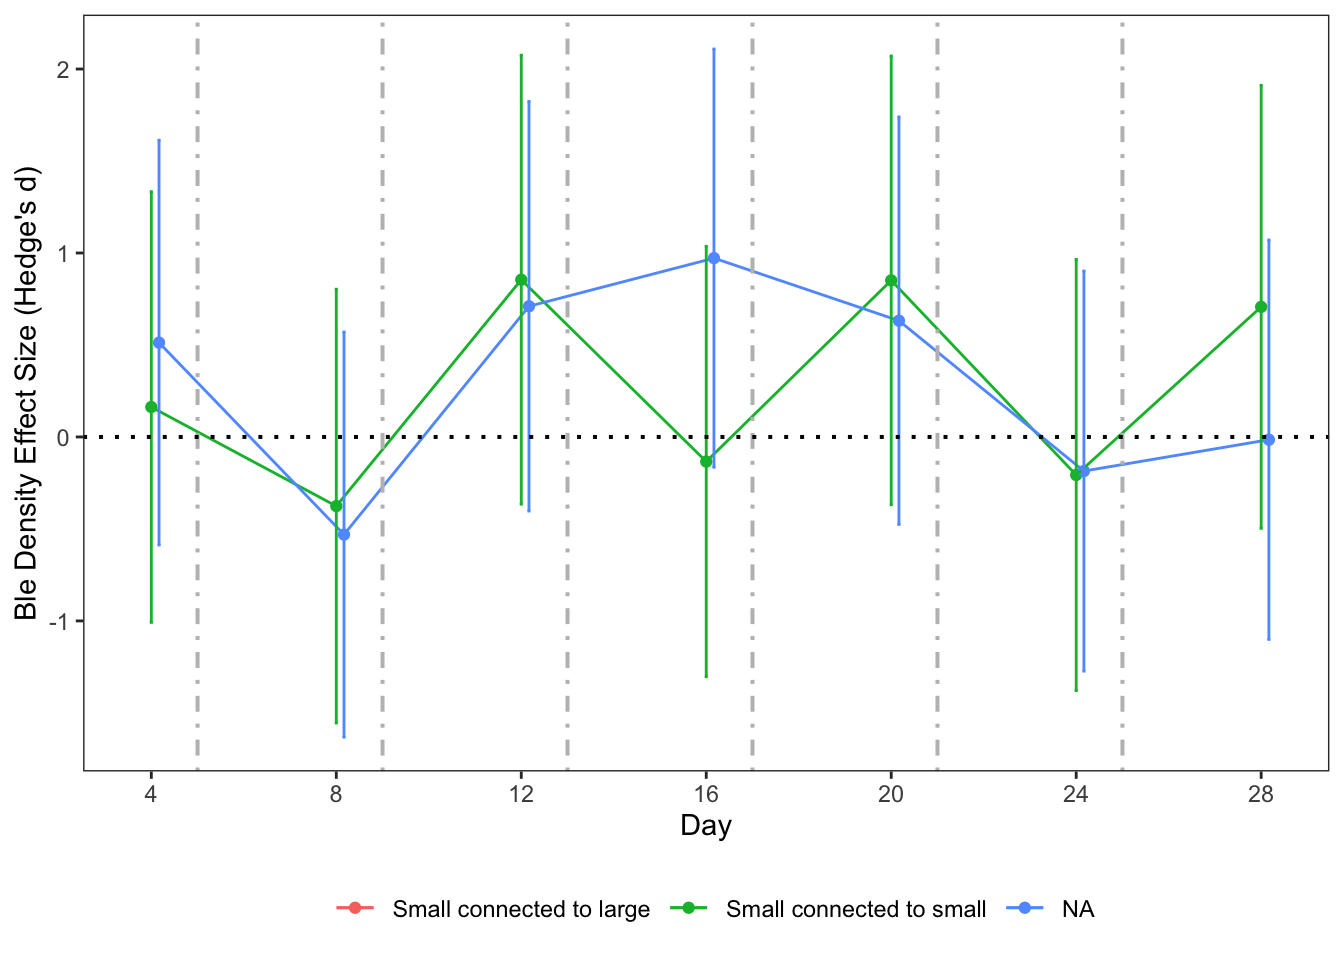 Ble Density Effect Size (Hedge's d)
2
1
0
-1
4 8 12 16 20 24 28
Day
Small connected to large Small connected to small NA